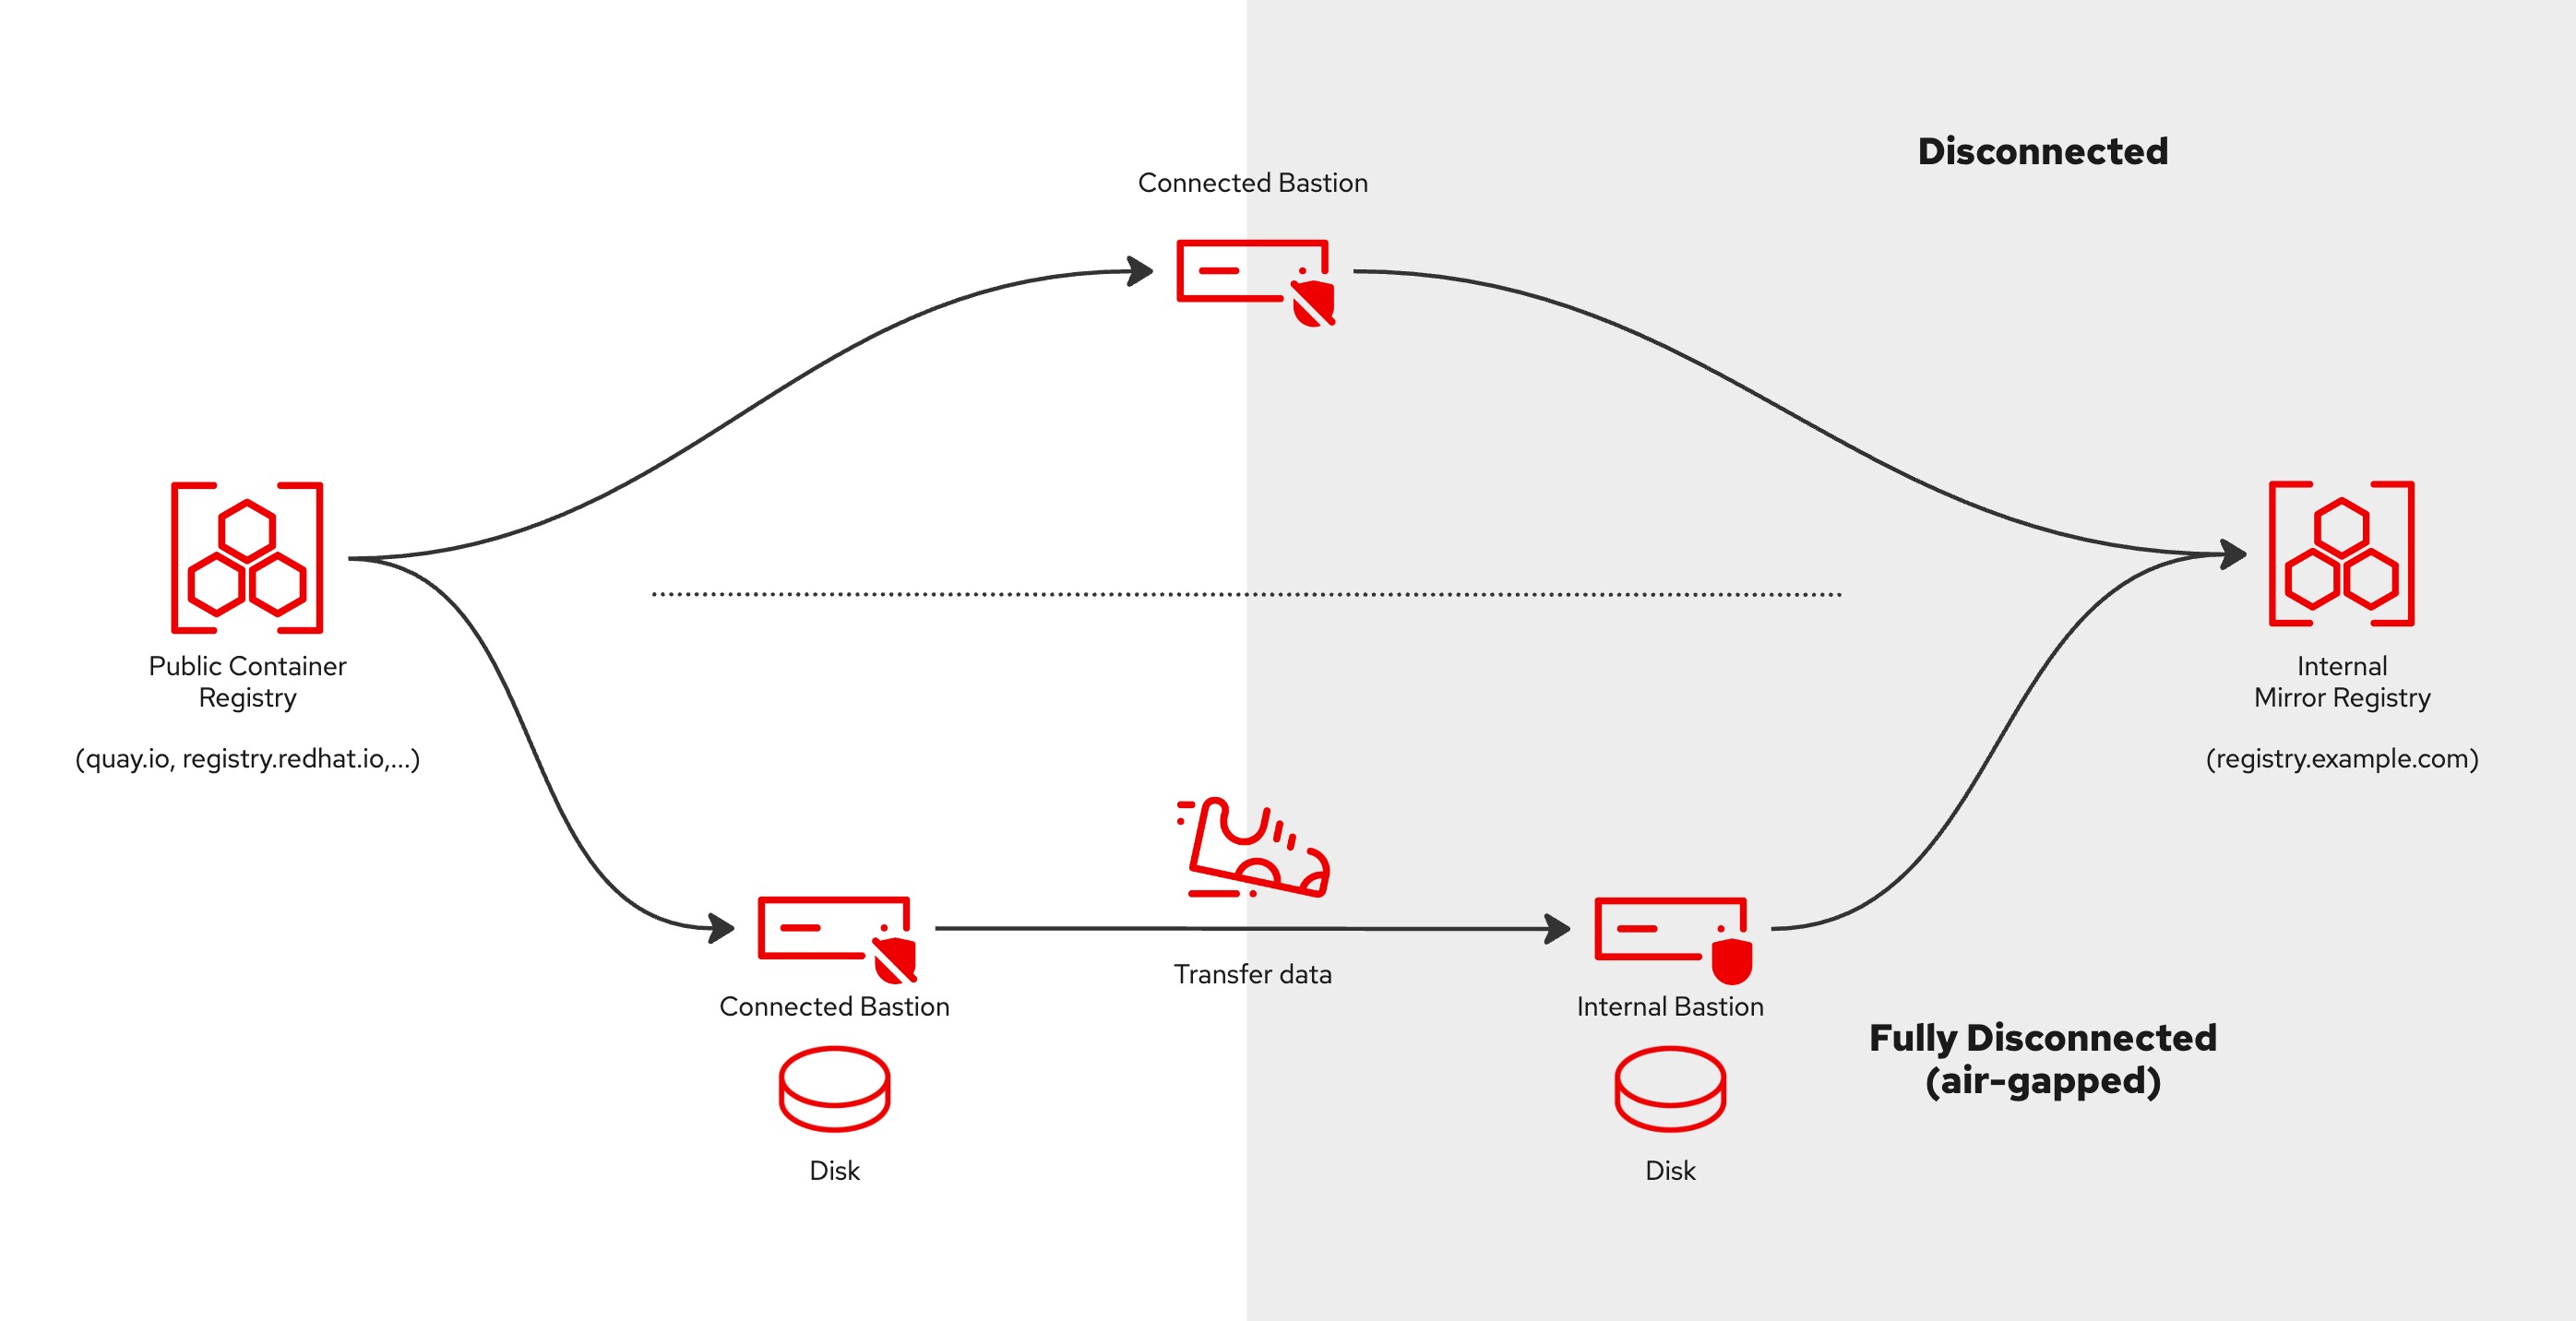 Disconnected
Connected Bastion
Public Container
Registry
(quay.io, registry.redhat.io,...)
Internal
Mirror Registry
(registry.example.com)
Transfer data
Connected Bastion
Internal Bastion
Fully Disconnected
(air-gapped)
Disk
Disk